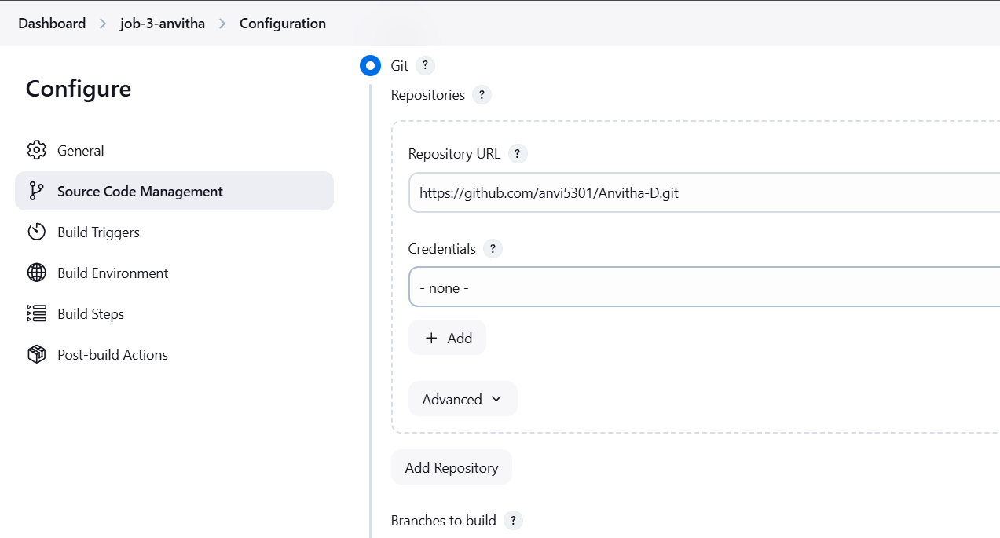 Dashboard > job-3-anvitha > Configuration
Configure
General
Source Code Management
Build Triggers
Build Environment
Build Steps
Post-build Actions
Git ?
Repositories ?
Repository URL ?
https://github.com/anvi5301/Anvitha-D.git
Credentials ?
- none -
+ Add
Advanced
Add Repository
Branches to build ?